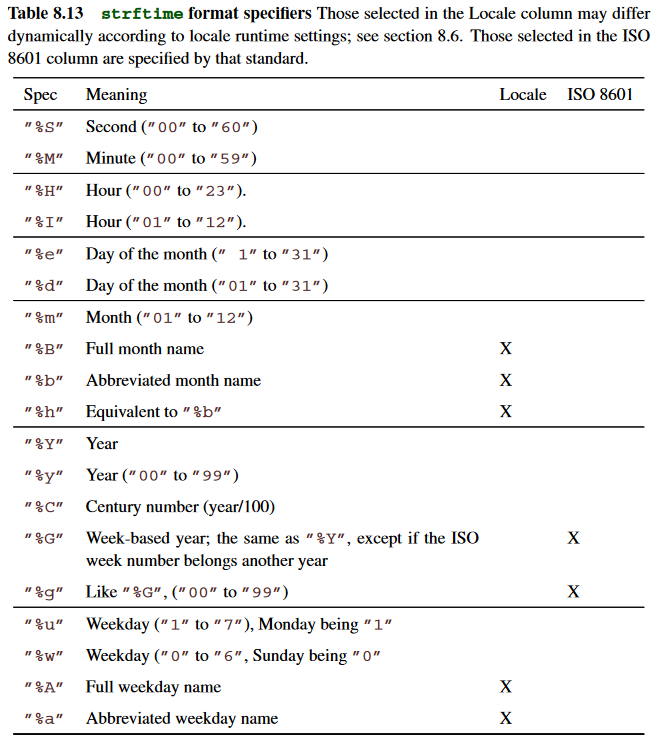 Table 8.13 strftime format specifiers Those selected in the Locale column may differ
dynamically according to locale runtime settings; see section 8.6. Those selected in the ISO
8601 column are specified by that standard.
Spec Meaning Locale ISO 8601
"%S" Second ("00" to "60")
"%M" Minute ("00" to "59")
"%H" Hour ("00" to "23").
"%I" Hour ("01" to "12").
"%e" Day of the month (" 1" to "31")
"%d" Day of the month ("01" to "31")
"%m" Month ("01" to "12")
"%B" Full month name X
"%b" Abbreviated month name X
"%h" Equivalent to "%b" X
"%Y" Year
"%y" Year ("00" to "99")
"%C" Century number (year/100)
"%G" Week-based year; the same as "%Y", except if the ISO X
week number belongs another year
"%g" Like "%G", ("00" to "99") X
"%u" Weekday ("1" to "7"), Monday being "1"
"%w" Weekday ("0" to "6", Sunday being "0"
"%A" Full weekday name X
"%a" Abbreviated weekday name X